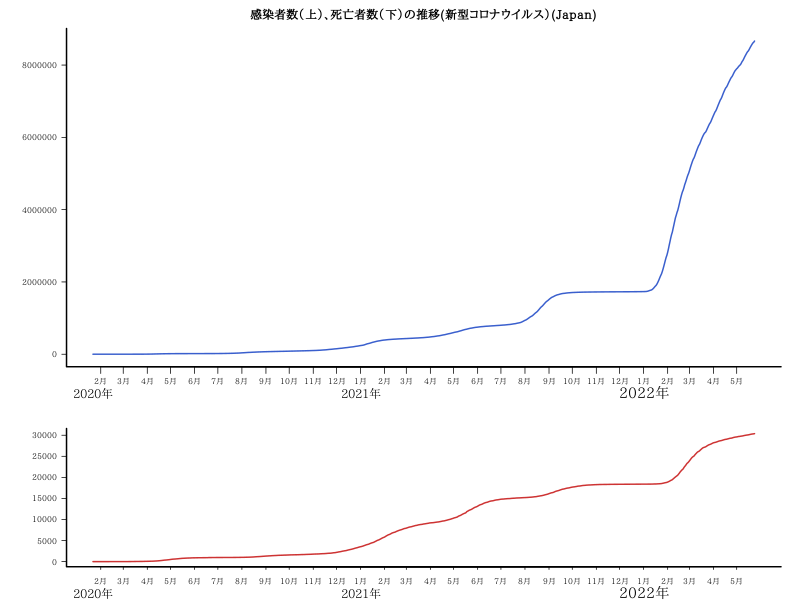 感染者数(上)、死亡者数(下)の推移(新型コロナウイルス)(Japan)
8000000
6000000
4000000
2000000
0
2月 3月 4月 5月 6月 7月 8月 9月 10月 11月 12月 1月 2月 3月 4月 5月 6月 7月 8月 9月 10月 11月 12月 1月 2月 3月 4月 5月
2020年 2021年 2022年
30000
25000
20000
15000
10000
5000
0
2月 3月 4月 5月 6月 7月 8月 9月 10月 11月 12月 1月 2月 3月 4月 5月 6月 7月 8月 9月 10月 11月 12月 1月 2月 3月 4月 5月
2020年 2021年 2022年